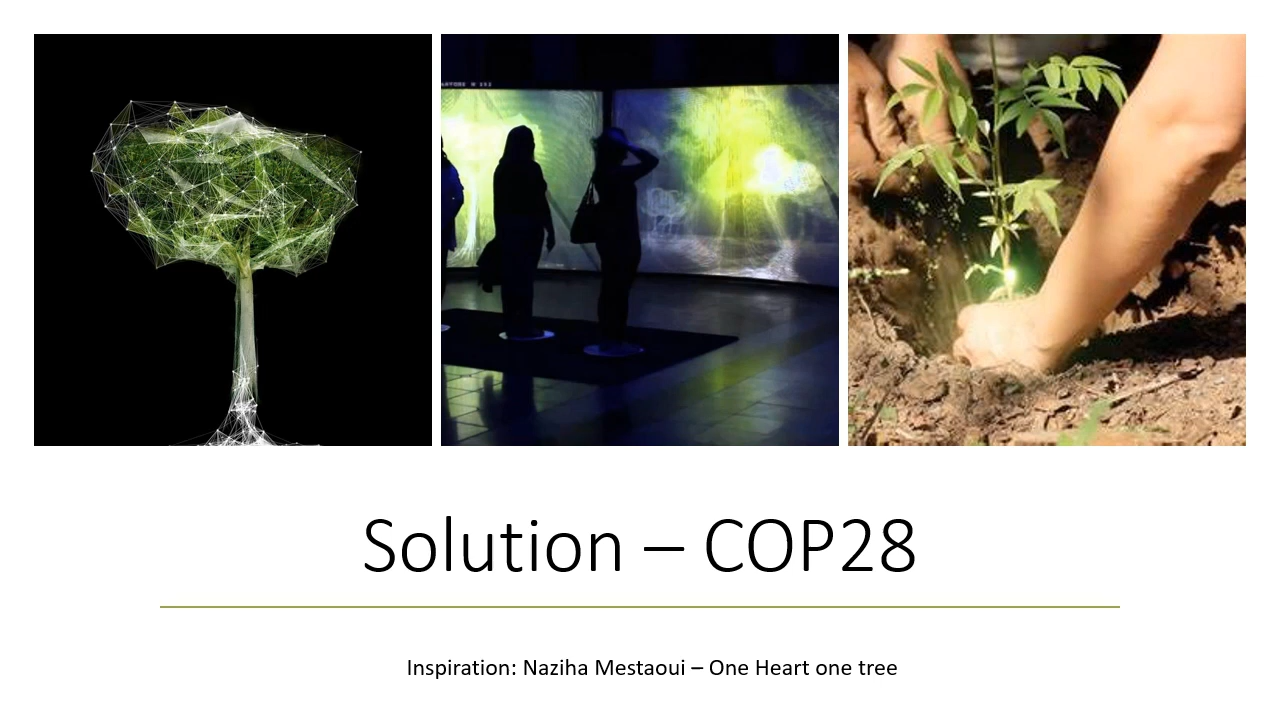 Solution – COP28
Inspiration: Naziha Mestaoui – One Heart one tree